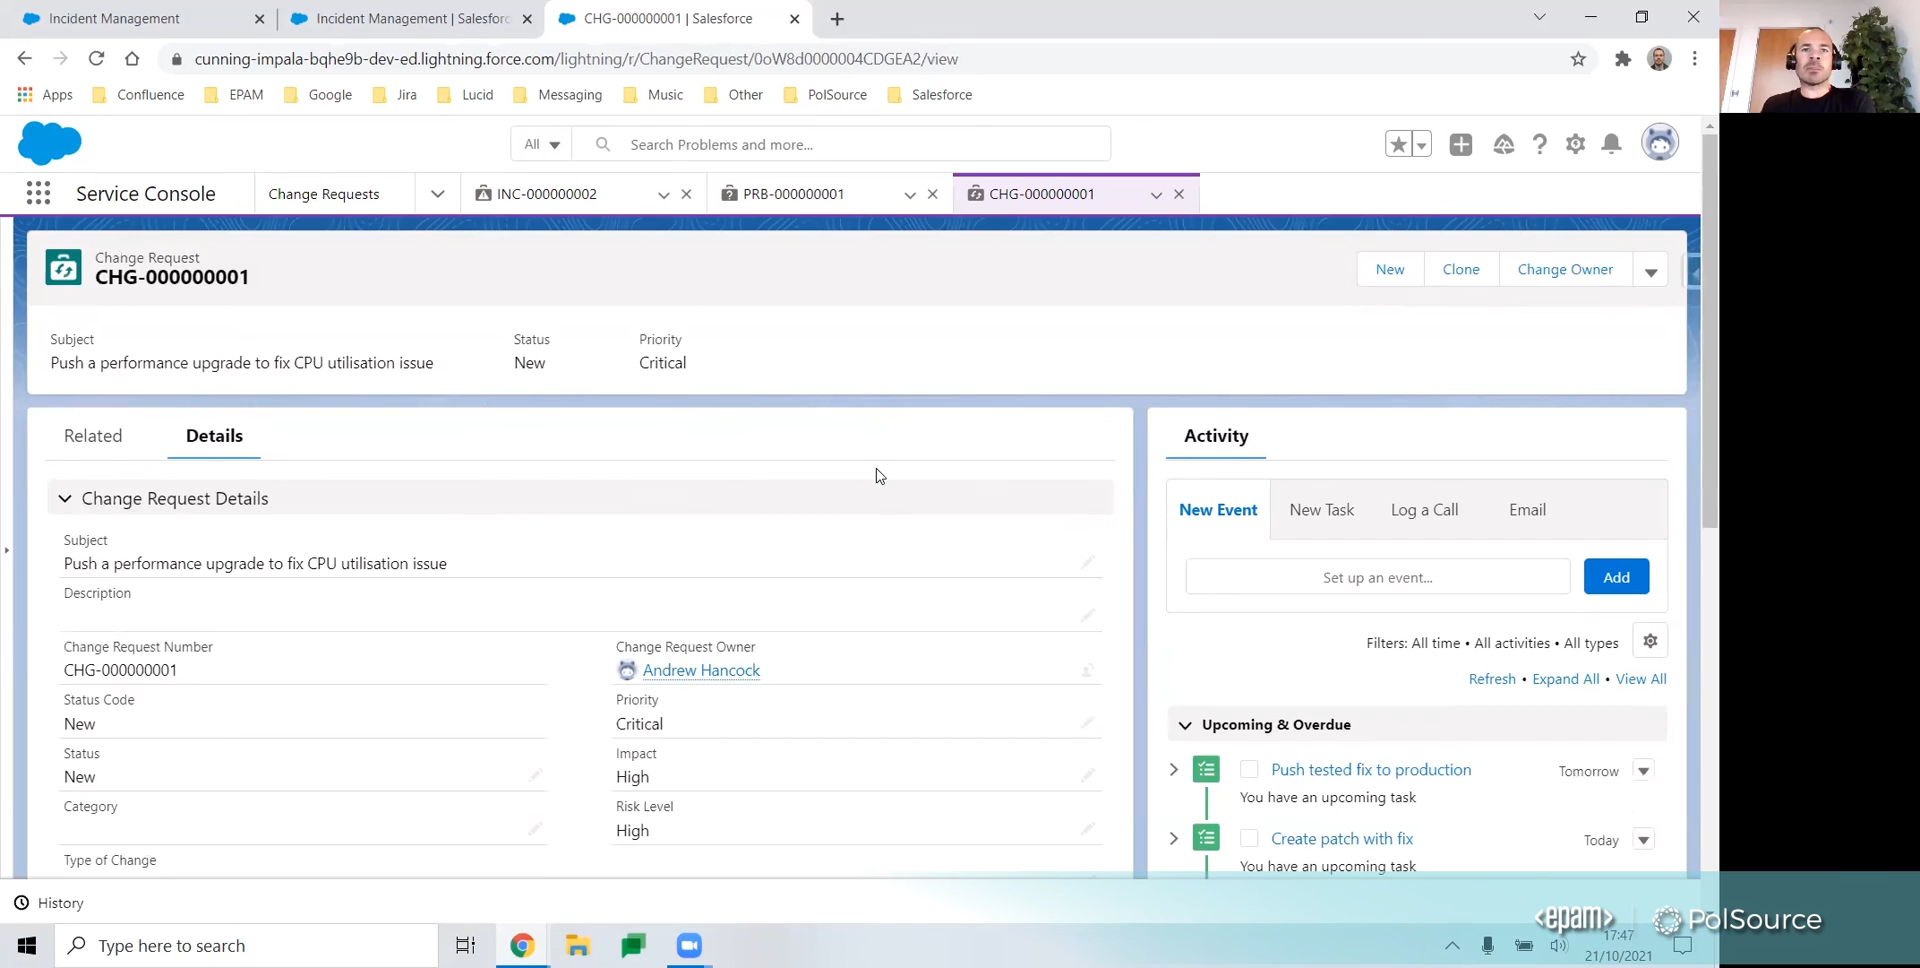 Incident Management
Incident Management | Salesforc
CHG-000000001 | Salesforce
cunning-impala-bqhe9b-dev-ed.lightning.force.com/lightning/r/ChangeRequest/0oW8d0000004CDGEA2/view
Apps Confluence EPAM Google Jira Lucid Messaging Music Other PolSource Salesforce
All Search Problems and more...
Service Console Change Requests INC-000000002 PRB-000000001 CHG-000000001
Change Request
CHG-000000001
New Clone Change Owner
Subject Status Priority
Push a performance upgrade to fix CPU utilisation issue New Critical
Related Details
Change Request Details
Subject
Push a performance upgrade to fix CPU utilisation issue
Description
Change Request Number Change Request Owner
CHG-000000001 Andrew Hancock
Status Code Priority
New Critical
Status Impact
New High
Category Risk Level
High
Type of Change
Activity
New Event New Task Log a Call Email
Set up an event... Add
Filters: All time • All activities • All types
Refresh • Expand All • View All
Upcoming & Overdue
Push tested fix to production Tomorrow
You have an upcoming task
Create patch with fix Today
You have an upcoming task
History
<epam> PolSource
Type here to search
17:47
21/10/2021